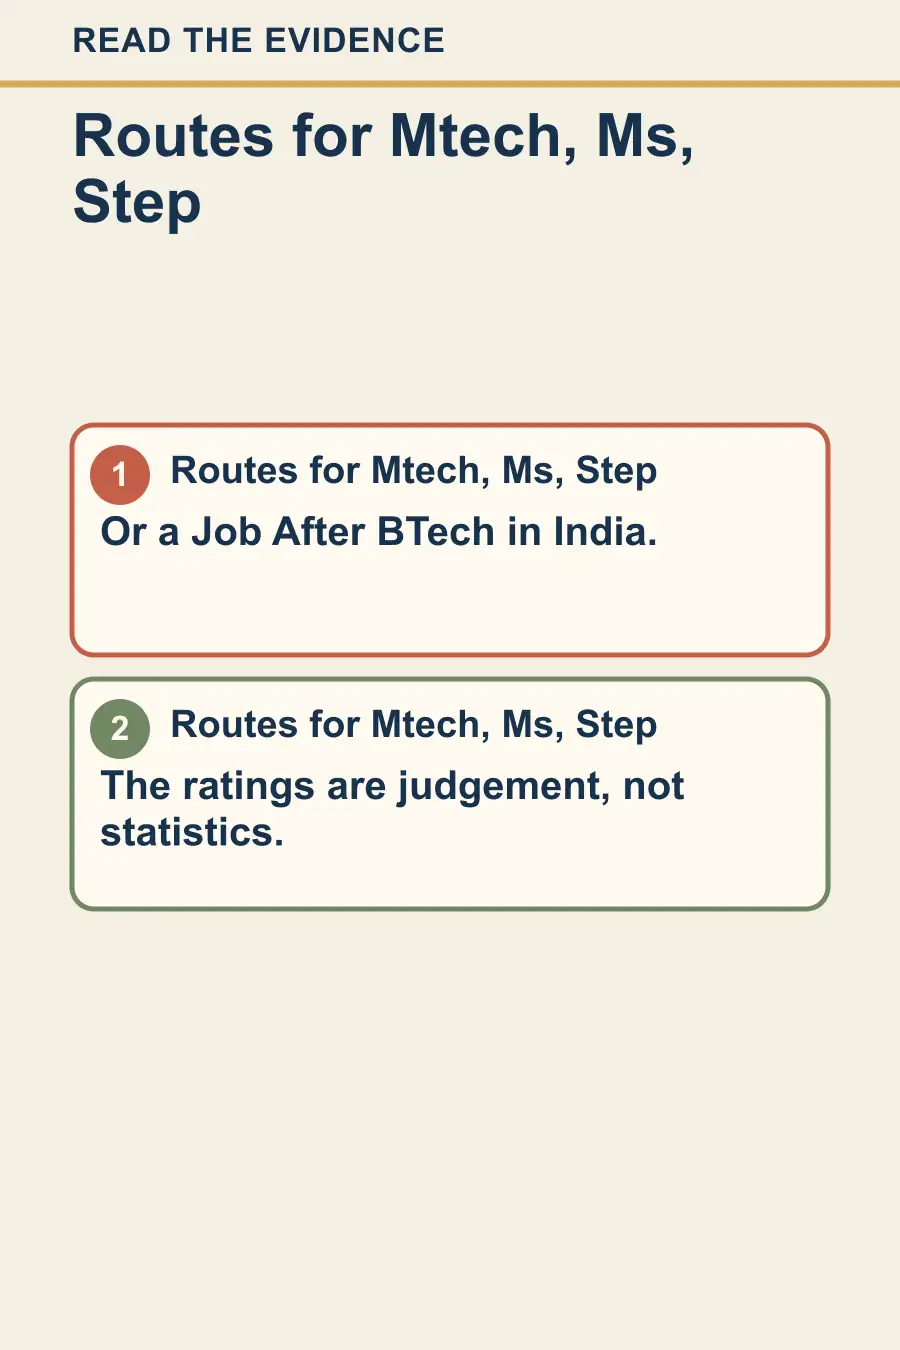 READ THE EVIDENCE
Routes for Mtech, Ms,
Step
1 Routes for Mtech, Ms, Step
Or a Job After BTech in India.
2 Routes for Mtech, Ms, Step
The ratings are judgement, not
statistics.